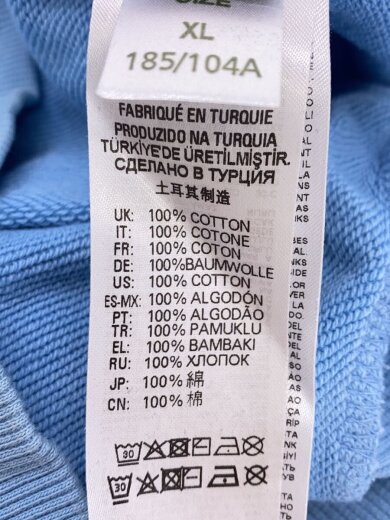 SIZE
XL
185/104A
FABRIQUÉ EN TURQUIE
PRODUZIDO NA TURQUIA
TÜRKİYE'DE ÜRETİLMİŞTİR.
СДЕЛАНО В ТУРЦИЯ
土耳其制造
UK: 100% COTTON
IT: 100% COTONE
FR: 100% COTON
DE: 100%BAUMWOLLE
US: 100% COTTON
ES-MX: 100% ALGODÓN
PT: 100% ALGODÃO
TR: 100% PAMUKLU
EL: 100% BAMBAKI
RU: 100% ХЛОПОК
JP: 100% 綿
CN: 100% 棉
30
30